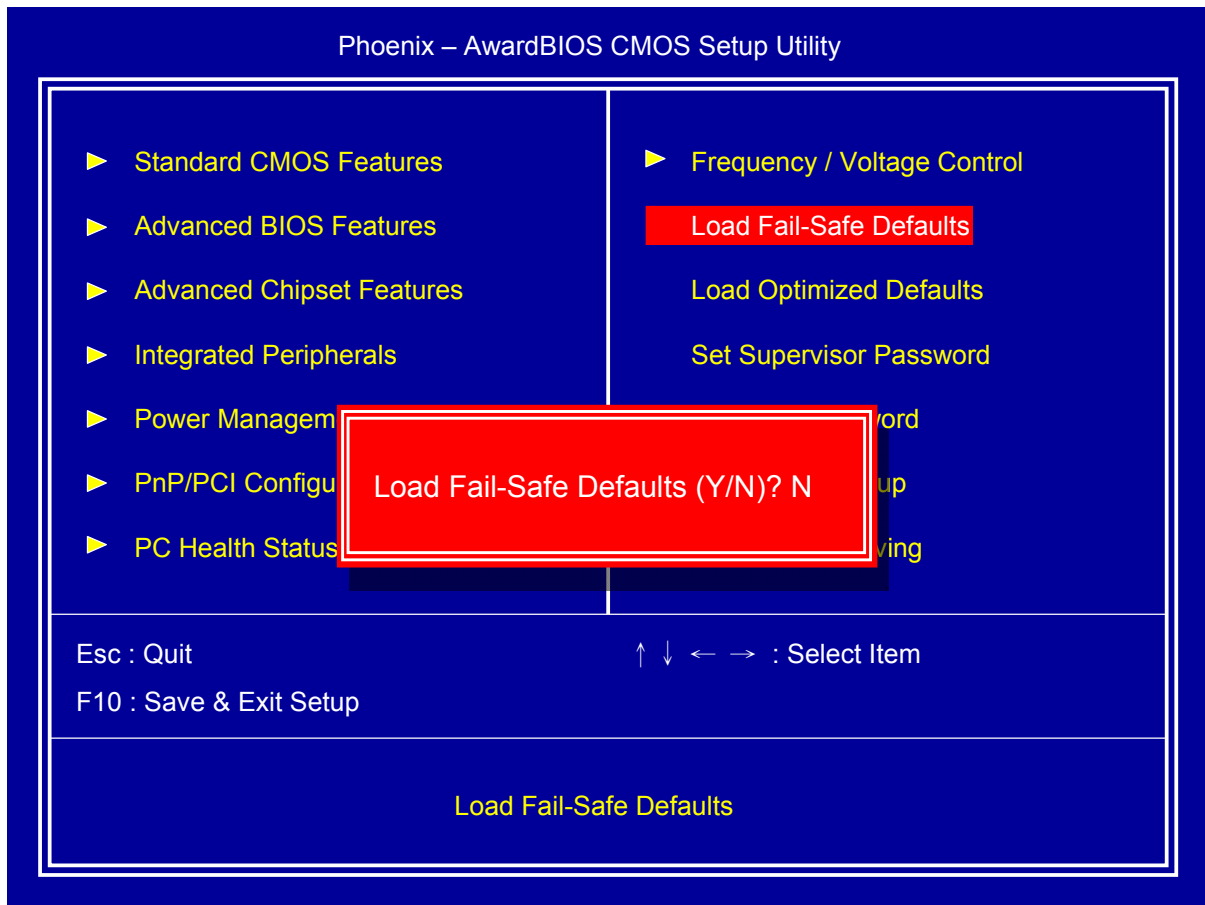 Phoenix – AwardBIOS CMOS Setup Utility
Standard CMOS Features
Advanced BIOS Features
Advanced Chipset Features
Integrated Peripherals
Power Managem
PnP/PCI Configu
PC Health Status
Frequency / Voltage Control
Load Fail-Safe Defaults
Load Optimized Defaults
Set Supervisor Password
ord
up
ving
Load Fail-Safe Defaults (Y/N)? N
Esc : Quit
↑ ↓ ← → : Select Item
F10 : Save & Exit Setup
Load Fail-Safe Defaults